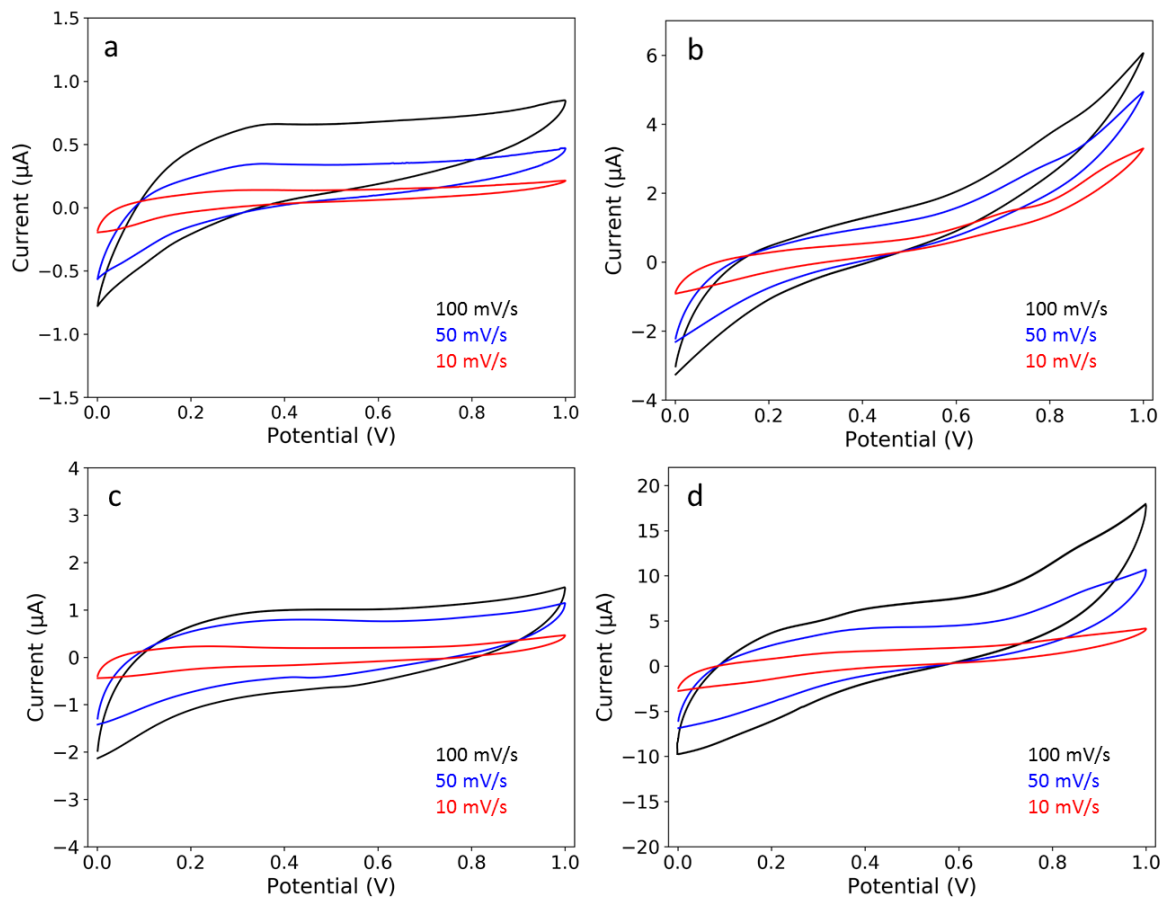 a
1.5
1.0
0.5
0.0
−0.5
−1.0
−1.5
Current (µA)
0.0 0.2 0.4 0.6 0.8 1.0
Potential (V)
100 mV/s
50 mV/s
10 mV/s
b
6
4
2
0
−2
−4
Current (µA)
0.0 0.2 0.4 0.6 0.8 1.0
Potential (V)
100 mV/s
50 mV/s
10 mV/s
c
4
3
2
1
0
−1
−2
−3
−4
Current (µA)
0.0 0.2 0.4 0.6 0.8 1.0
Potential (V)
100 mV/s
50 mV/s
10 mV/s
d
20
15
10
5
0
−5
−10
−15
−20
Current (µA)
0.0 0.2 0.4 0.6 0.8 1.0
Potential (V)
100 mV/s
50 mV/s
10 mV/s